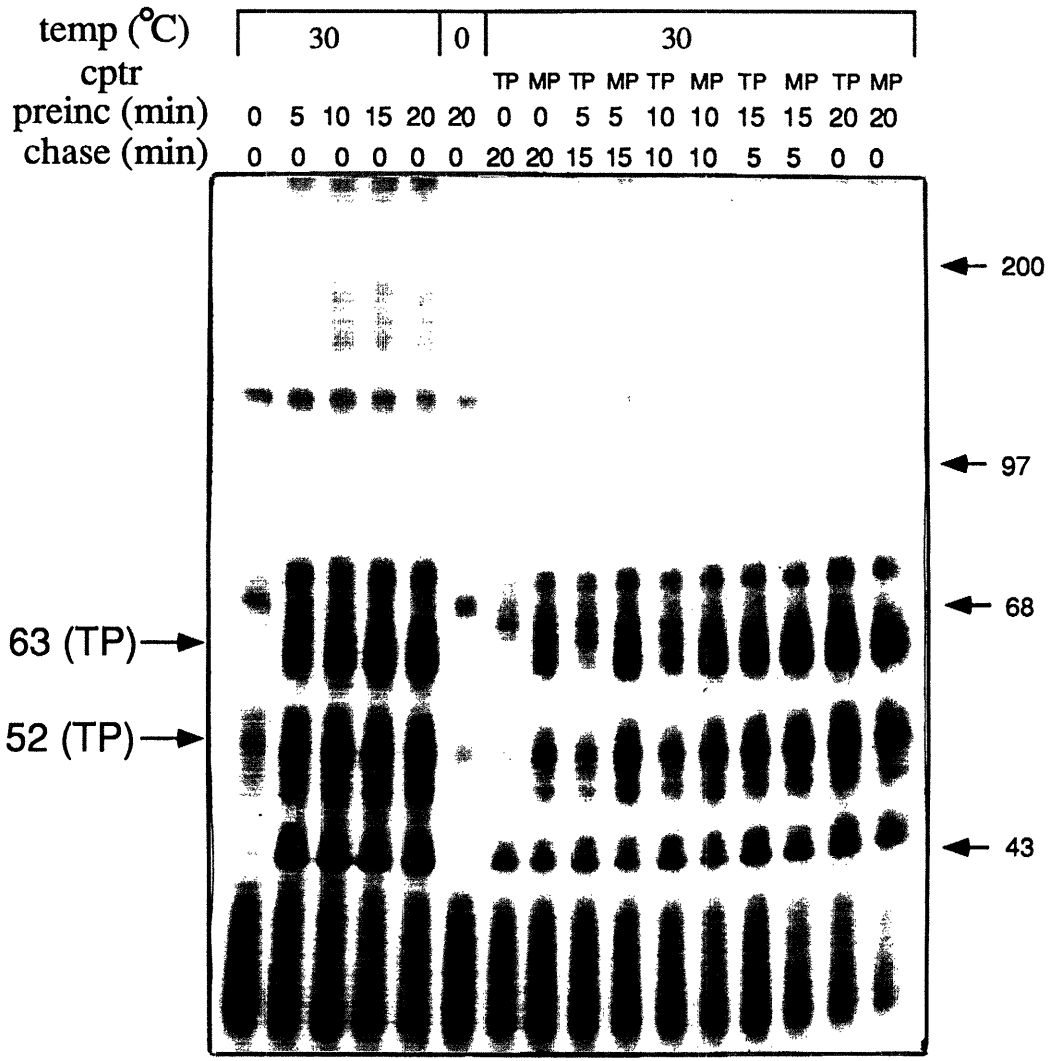 temp (°C) 30 0 30
cptr TP MP TP MP TP MP TP MP TP MP
preinc (min) 0 5 10 15 20 20 0 0 5 5 10 10 15 15 20 20
chase (min) 0 0 0 0 0 0 20 20 15 15 10 10 5 5 0 0
200
97
68
63 (TP)
52 (TP)
43